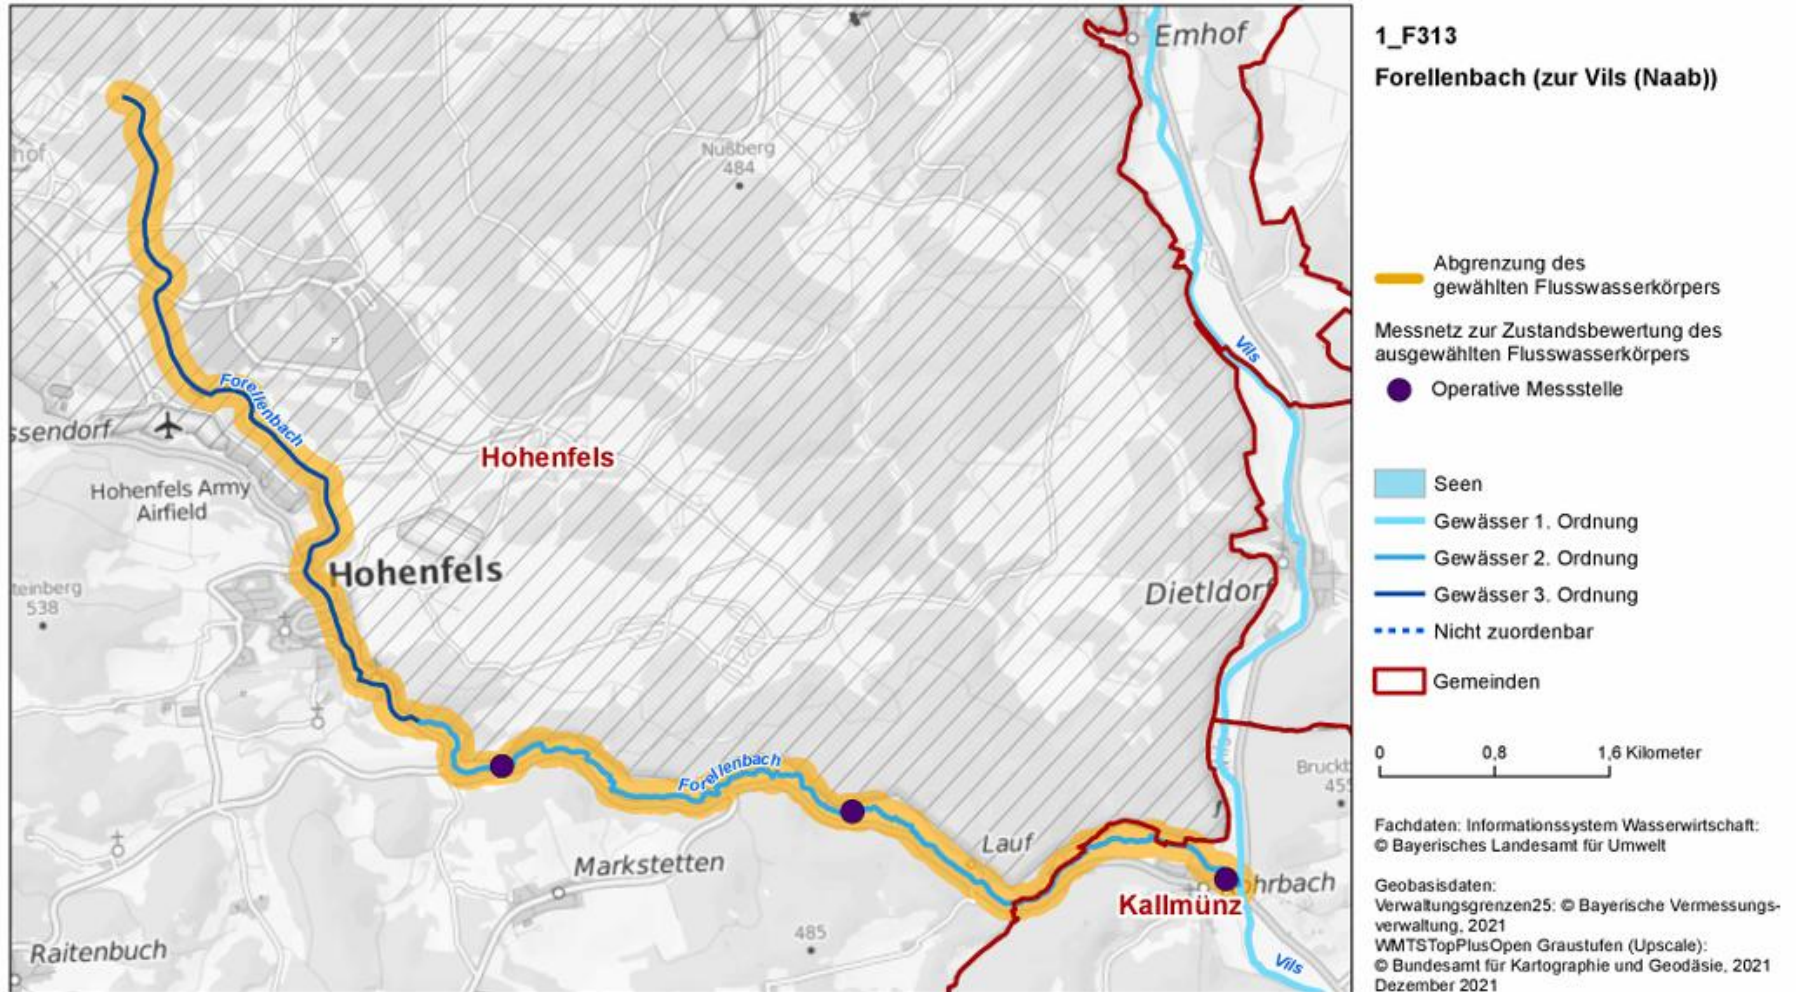 Emhof
Nußberg
484
Vils
Forellenbach
Hohenfels
Hohenfels Army
Airfield
Hohenfels
538
Dietldorf
Forellenbach
Lauf
Markstetten
Kallmünz
485
Raitenbuch
Vils
1_F313
Forellenbach (zur Vils (Naab))
Abgrenzung des
gewählten Flusswasserkörpers
Messnetz zur Zustandsbewertung des
ausgewählten Flusswasserkörpers
Operative Messstelle
Seen
Gewässer 1. Ordnung
Gewässer 2. Ordnung
Gewässer 3. Ordnung
Nicht zuordenbar
Gemeinden
0 0,8 1,6 Kilometer
Fachdaten: Informationssystem Wasserwirtschaft:
© Bayerisches Landesamt für Umwelt
Geobasisdaten:
Verwaltungsgrenzen25: © Bayerische Vermessungs-
verwaltung, 2021
WMTSTopPlusOpen Graustufen (Upscale):
© Bundesamt für Kartographie und Geodäsie, 2021
Dezember 2021